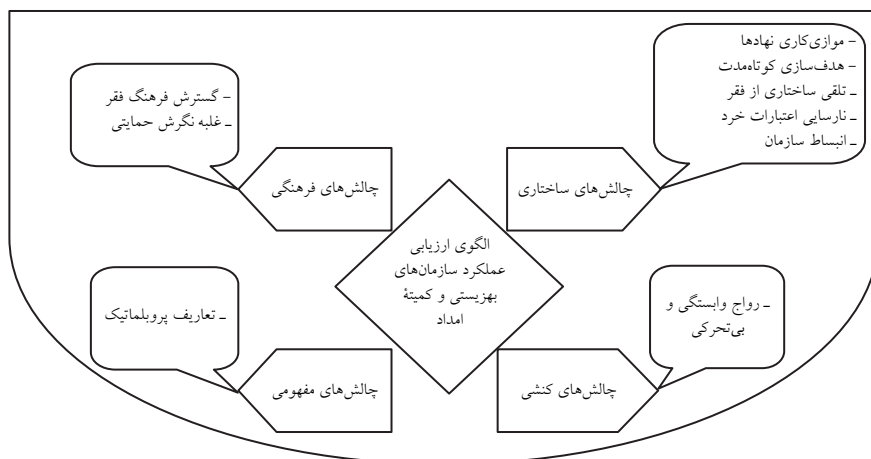 - موازی‌کاری نهادها
- هدف‌سازی کوتاه‌مدت
ـ تلقی ساختاری از فقر
ـ نارسایی اعتبارات خرد
ـ انبساط سازمان
چالش‌های ساختاری
- گسترش فرهنگ فقر
ـ غلبه نگرش حمایتی
چالش‌های فرهنگی
الگوی ارزیابی
عملکرد سازمان‌های
بهزیستی و کمیتۀ
امداد
ـ رواج وابستگی و
بی‌تحرکی
چالش‌های کنشی
ـ تعاریف پروبلماتیک
چالش‌های مفهومی